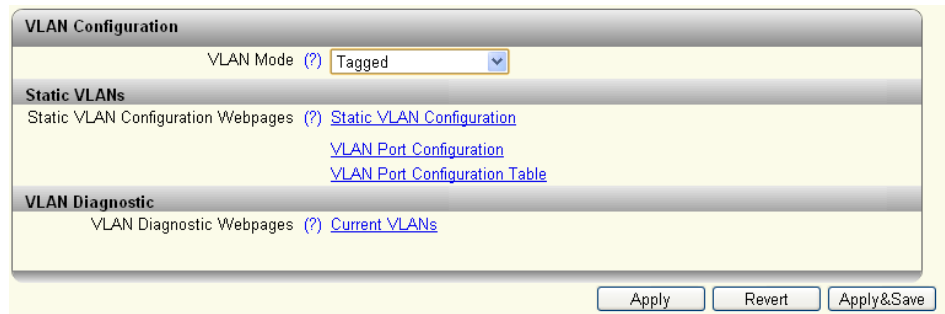 VLAN Configuration
VLAN Mode (?) Tagged
Static VLANs
Static VLAN Configuration Webpages (?) Static VLAN Configuration
VLAN Port Configuration
VLAN Port Configuration Table
VLAN Diagnostic
VLAN Diagnostic Webpages (?) Current VLANs
Apply Revert Apply&Save